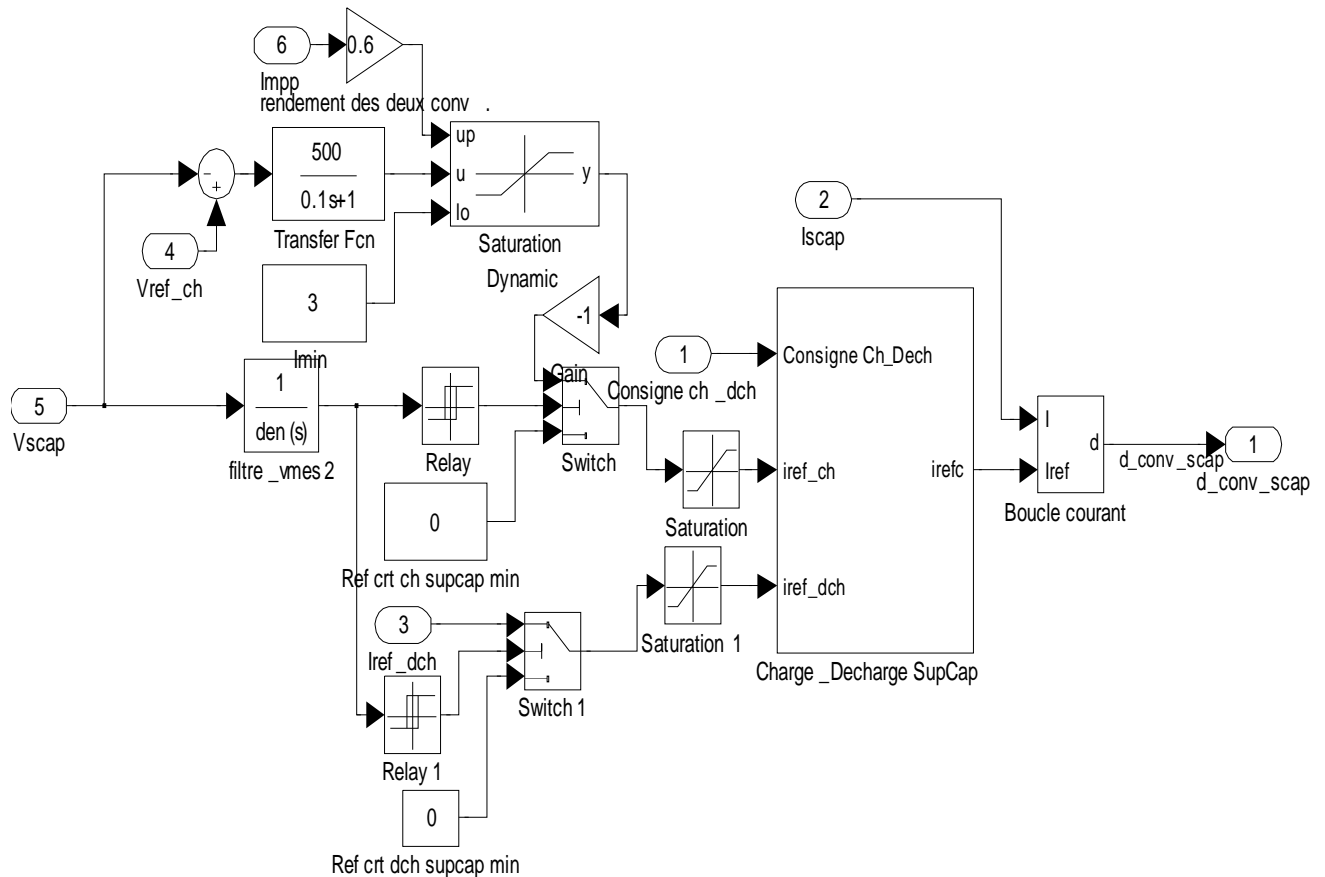 6
0.6
Impp
rendement des deux conv .
500
0.1s+1
Transfer Fcn
up
u
lo
y
Saturation
Dynamic
4
Vref_ch
3
Imin
-1
Gain
2
Iscap
1
Consigne ch _dch
5
Vscap
1
den (s)
filtre _vmes 2
Relay
Switch
0
Ref crt ch supcap min
Saturation
Consigne Ch_Dech
iref_ch
iref_dch
irefc
Charge _Decharge SupCap
I
Iref
d
Boucle courant
d_conv_scap
1
d_conv_scap
3
Iref_dch
Switch 1
Saturation 1
Relay 1
0
Ref crt dch supcap min